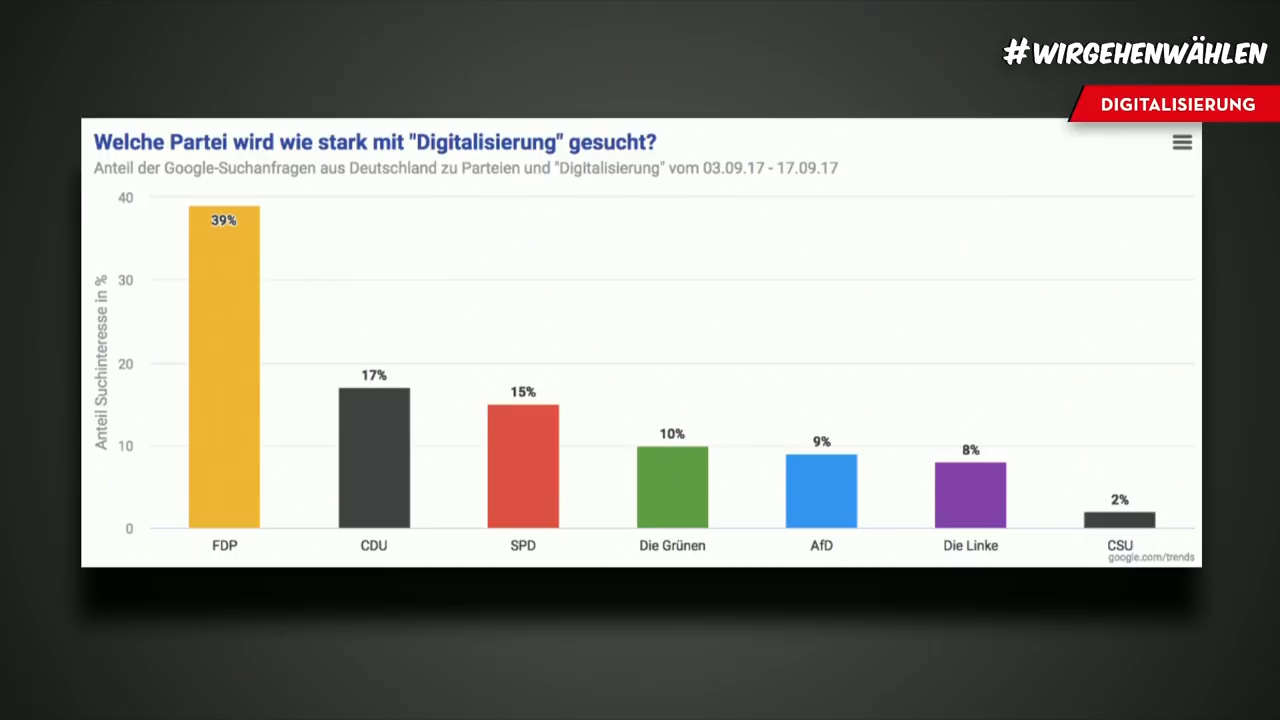 #WIRGEHENWÄHLEN
DIGITALISIERUNG
Welche Partei wird wie stark mit "Digitalisierung" gesucht?
Anteil der Google-Suchanfragen aus Deutschland zu Parteien und "Digitalisierung" vom 03.09.17 - 17.09.17
Anteil Suchinteresse in %
40
30
20
10
0
39%
17%
15%
10%
9%
8%
2%
FDP
CDU
SPD
Die Grünen
AfD
Die Linke
CSU
google.com/trends